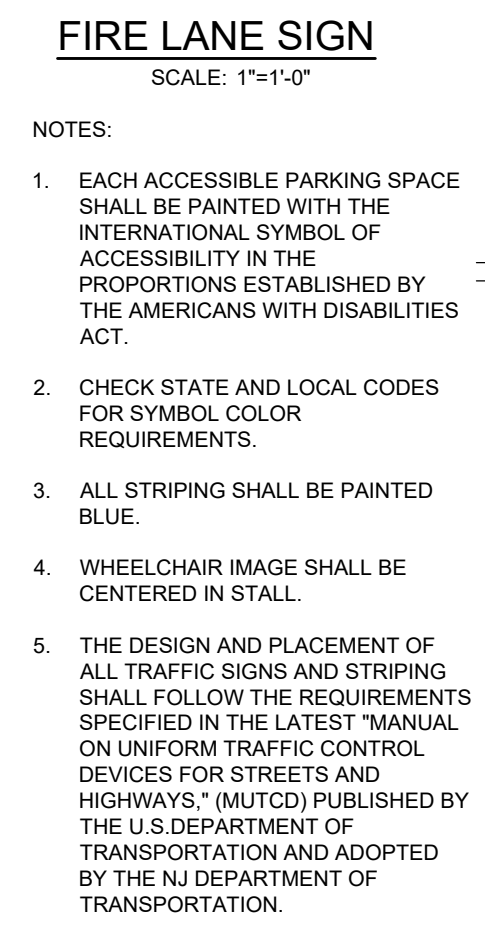 FIRE LANE SIGN
SCALE: 1"=1'-0"
NOTES:
1. EACH ACCESSIBLE PARKING SPACE
SHALL BE PAINTED WITH THE
INTERNATIONAL SYMBOL OF
ACCESSIBILITY IN THE
PROPORTIONS ESTABLISHED BY
THE AMERICANS WITH DISABILITIES
ACT.
2. CHECK STATE AND LOCAL CODES
FOR SYMBOL COLOR
REQUIREMENTS.
3. ALL STRIPING SHALL BE PAINTED
BLUE.
4. WHEELCHAIR IMAGE SHALL BE
CENTERED IN STALL.
5. THE DESIGN AND PLACEMENT OF
ALL TRAFFIC SIGNS AND STRIPING
SHALL FOLLOW THE REQUIREMENTS
SPECIFIED IN THE LATEST "MANUAL
ON UNIFORM TRAFFIC CONTROL
DEVICES FOR STREETS AND
HIGHWAYS," (MUTCD) PUBLISHED BY
THE U.S.DEPARTMENT OF
TRANSPORTATION AND ADOPTED
BY THE NJ DEPARTMENT OF
TRANSPORTATION.